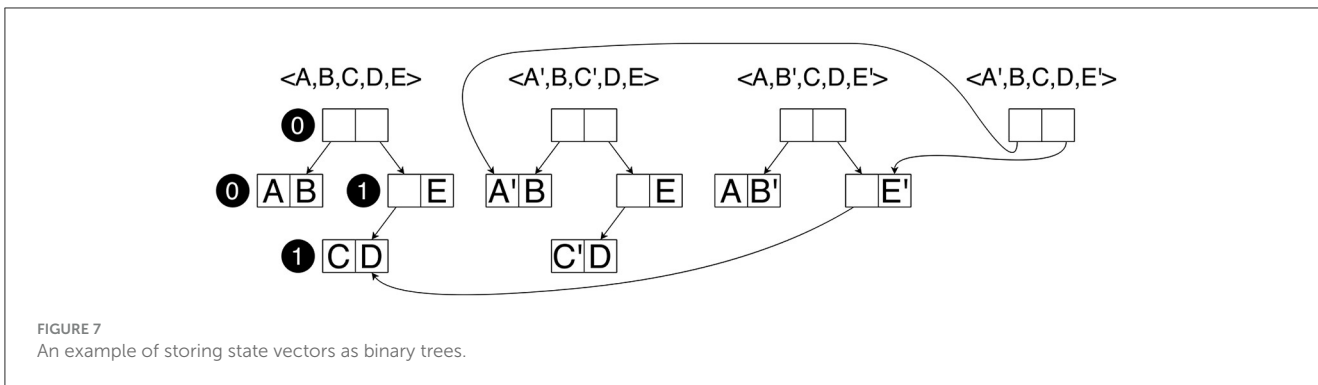 <A,B,C,D,E> <A',B,C',D,E> <A,B',C,D,E'> <A',B,C,D,E'>
0
0 A B 1 E A' B E A B' E'
1 C D C' D
FIGURE 7
An example of storing state vectors as binary trees.